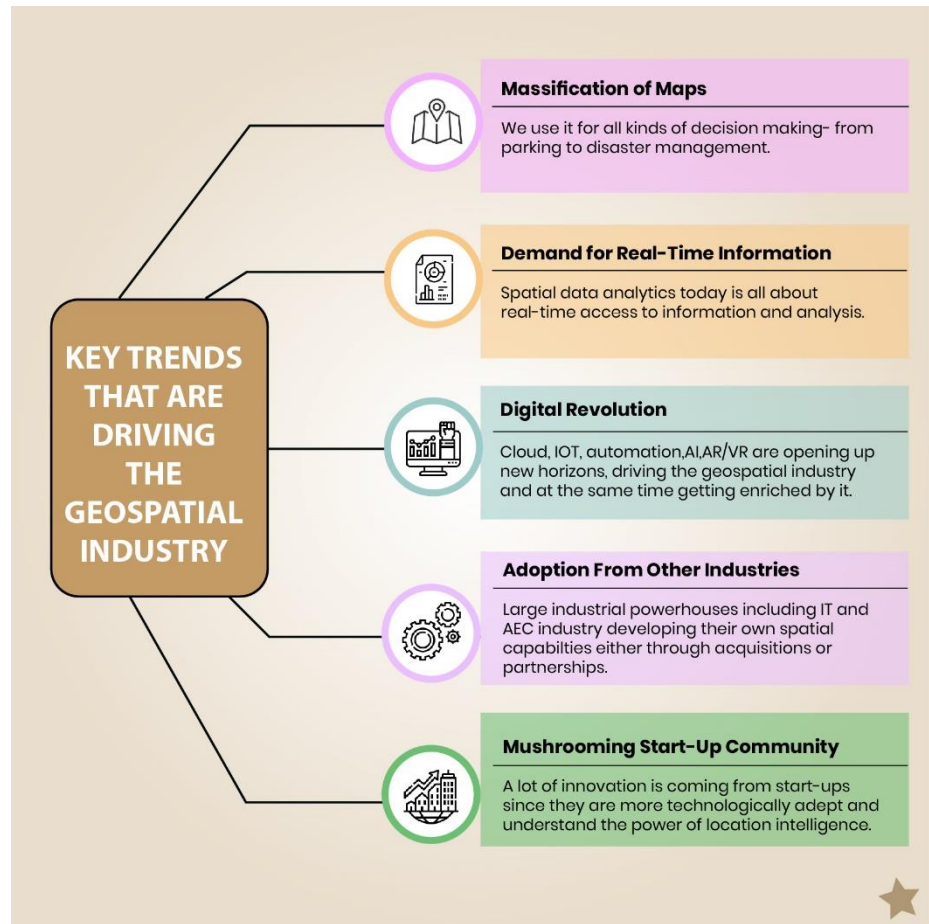 KEY TRENDS
THAT ARE
DRIVING
THE
GEOSPATIAL
INDUSTRY
Massification of Maps
We use it for all kinds of decision making- from
parking to disaster management.
Demand for Real-Time Information
Spatial data analytics today is all about
real-time access to information and analysis.
Digital Revolution
Cloud, IOT, automation,AI,AR/VR are opening up
new horizons, driving the geospatial industry
and at the same time getting enriched by it.
Adoption From Other Industries
Large industrial powerhouses including IT and
AEC industry developing their own spatial
capabilties either through acquisitions or
partnerships.
Mushrooming Start-Up Community
A lot of innovation is coming from start-ups
since they are more technologically adept and
understand the power of location intelligence.